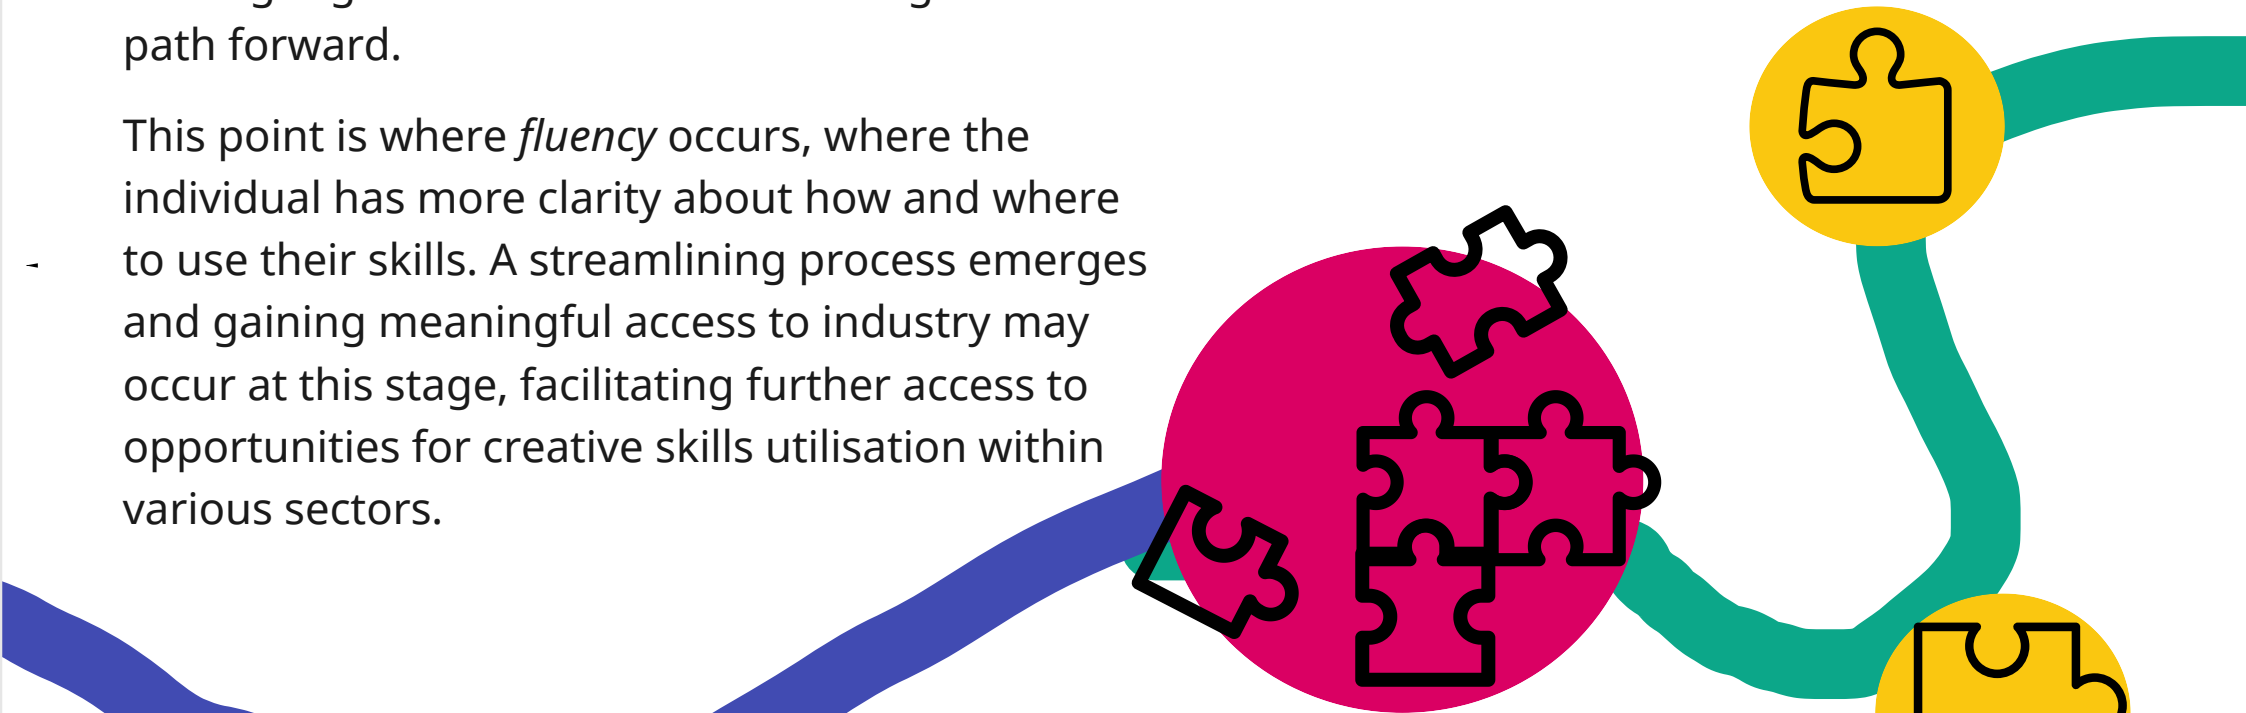 path forward.
This point is where fluency occurs, where the
individual has more clarity about how and where
to use their skills. A streamlining process emerges
and gaining meaningful access to industry may
occur at this stage, facilitating further access to
opportunities for creative skills utilisation within
various sectors.